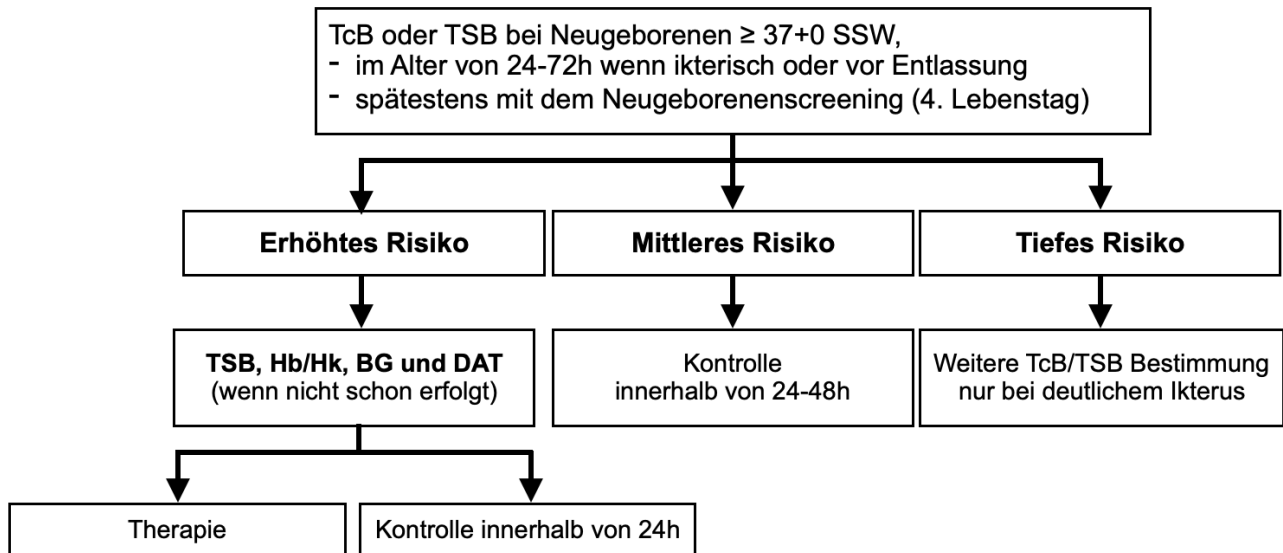 TcB oder TSB bei Neugeborenen ≥ 37+0 SSW,
- im Alter von 24-72h wenn ikterisch oder vor Entlassung
- spätestens mit dem Neugeborenenscreening (4. Lebenstag)
Erhöhtes Risiko
Mittleres Risiko
Tiefes Risiko
TSB, Hb/Hk, BG und DAT
(wenn nicht schon erfolgt)
Kontrolle
innerhalb von 24-48h
Weitere TcB/TSB Bestimmung
nur bei deutlichem Ikterus
Therapie
Kontrolle innerhalb von 24h